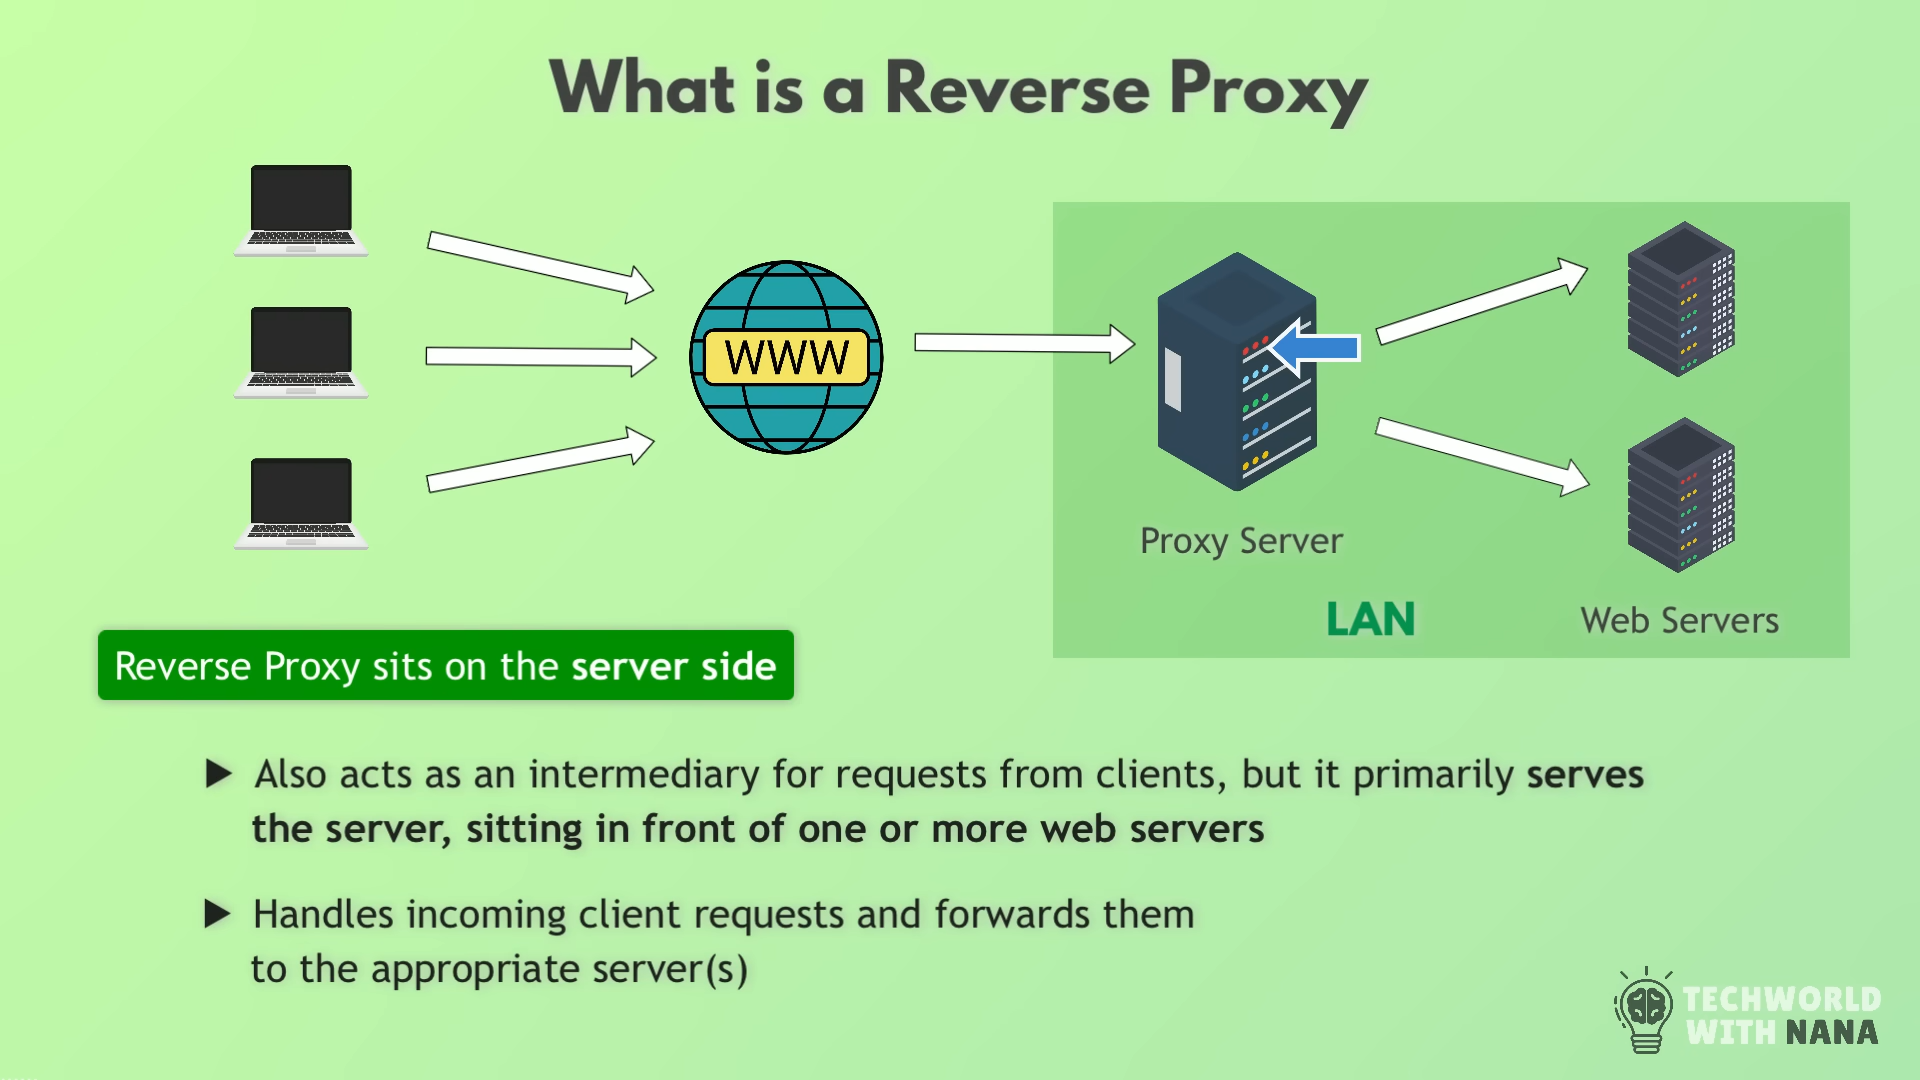 What is a Reverse Proxy
WWW
Proxy Server
LAN
Web Servers
Reverse Proxy sits on the server side
Also acts as an intermediary for requests from clients, but it primarily serves
the server, sitting in front of one or more web servers
Handles incoming client requests and forwards them
to the appropriate server(s)
TECHWORLD
WITH NANA